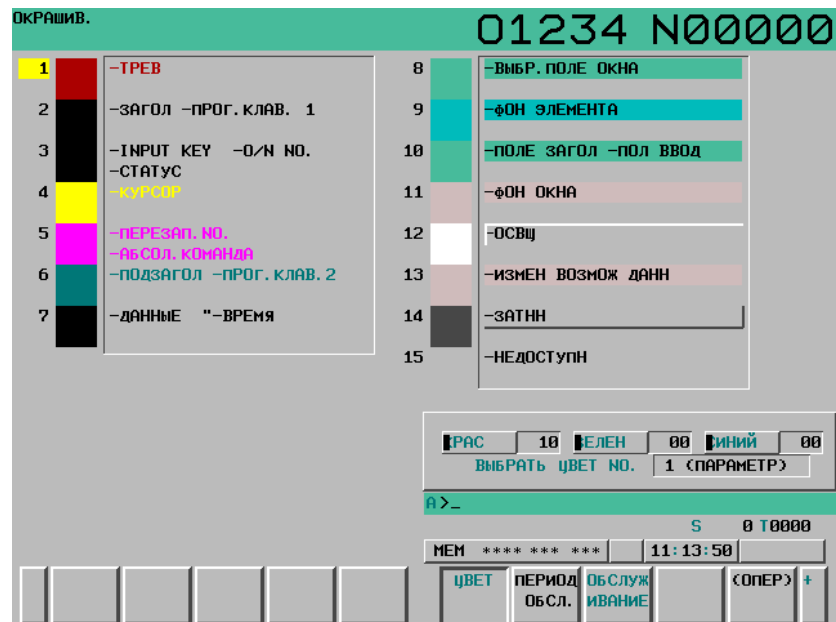 ОКРАШИВ.
O1234 N00000
1 -ТРЕВ
2 -ЗАГОЛ -ПРОГ.КЛАВ. 1
3 -INPUT KEY -O/N NO.
-СТАТУС
4 -КУРСОР
5 -ПЕРЕЗАП.NO.
-АБСОЛ.КОМАНДА
6 -ПОДЗАГОЛ -ПРОГ.КЛАВ.2
7 -ДАННЫЕ "-ВРЕМЯ
8 -ВЫБР.ПОЛЕ ОКНА
9 -ФОН ЭЛЕМЕНТА
10 -ПОЛЕ ЗАГОЛ -ПОЛ ВВОД
11 -ФОН ОКНА
12 -ОСВЩ
13 -ИЗМЕН ВОЗМОЖ ДАНН
14 -ЗАТНН
15 -НЕДОСТУПН
КРАС 10 ЗЕЛЕН 00 СИНИЙ 00
ВЫБРАТЬ ЦВЕТ NO. 1 (ПАРАМЕТР)
A>_
S 0 T0000
MEM **** *** *** 11:13:50
ЦВЕТ ПЕРИОД ОБСЛУЖ (ОПЕР) +
ОБСЛ. ИВАНИЕ